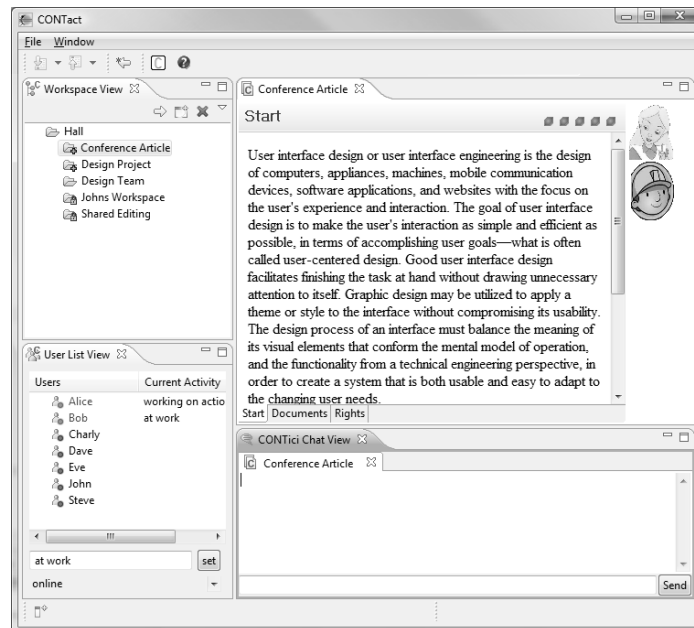 CONTact
File Window
Workspace View
Hall
Conference Article
Design Project
Design Team
Johns Workspace
Shared Editing
User List View
Users Current Activity
Alice working on actio
Bob at work
Charly
Dave
Eve
John
Steve
at work set
online
Conference Article
Start
User interface design or user interface engineering is the design
of computers, appliances, machines, mobile communication
devices, software applications, and websites with the focus on
the user's experience and interaction. The goal of user interface
design is to make the user's interaction as simple and efficient as
possible, in terms of accomplishing user goals—what is often
called user-centered design. Good user interface design
facilitates finishing the task at hand without drawing unnecessary
attention to itself. Graphic design may be utilized to apply a
theme or style to the interface without compromising its usability.
The design process of an interface must balance the meaning of
its visual elements that conform the mental model of operation,
and the functionality from a technical engineering perspective, in
order to create a system that is both usable and easy to adapt to
the changing user needs.
Start Documents Rights
CONTici Chat View
Conference Article
Send